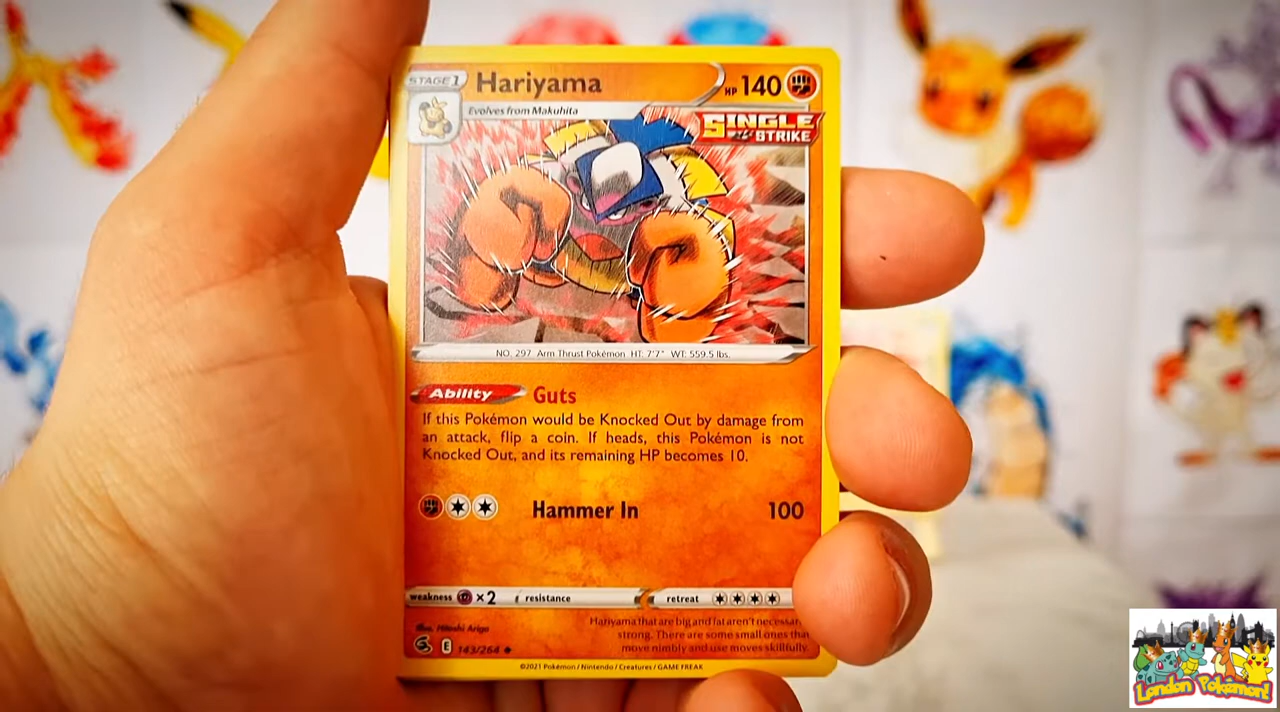 STAGE 1
Hariyama
HP 140
Evolves from Makuhita
SINGLE
STRIKE
NO. 297 Arm Thrust Pokémon HT: 7'7" WT: 559.5 lbs.
Ability Guts
If this Pokémon would be Knocked Out by damage from
an attack, flip a coin. If heads, this Pokémon is not
Knocked Out, and its remaining HP becomes 10.
Hammer In 100
weakness ×2 resistance retreat
Illus. Hitoshi Ariga
Hariyama that are big and fat aren't
strong. There are some small ones that
move nimbly and use moves skillfully.
E 143/264
©2021 Pokémon / Nintendo / Creatures / GAME FREAK
London Pokémon!